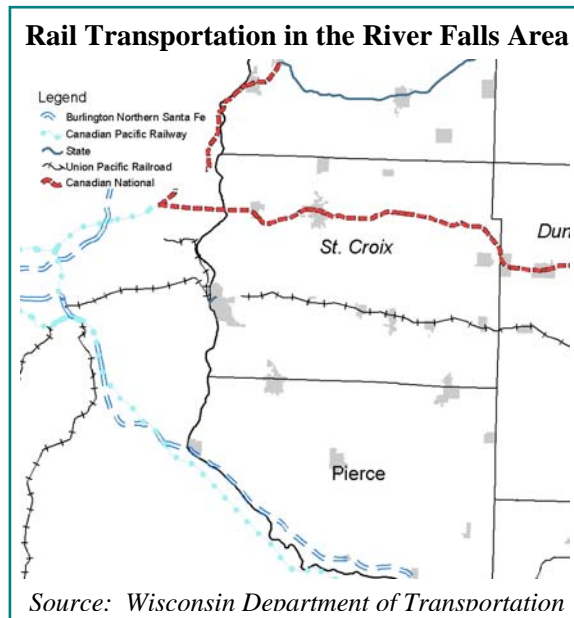 Rail Transportation in the River Falls Area
Legend
Burlington Northern Santa Fe
Canadian Pacific Railway
State
Union Pacific Railroad
Canadian National
St. Croix
Dun
Pierce
Source: Wisconsin Department of Transportation